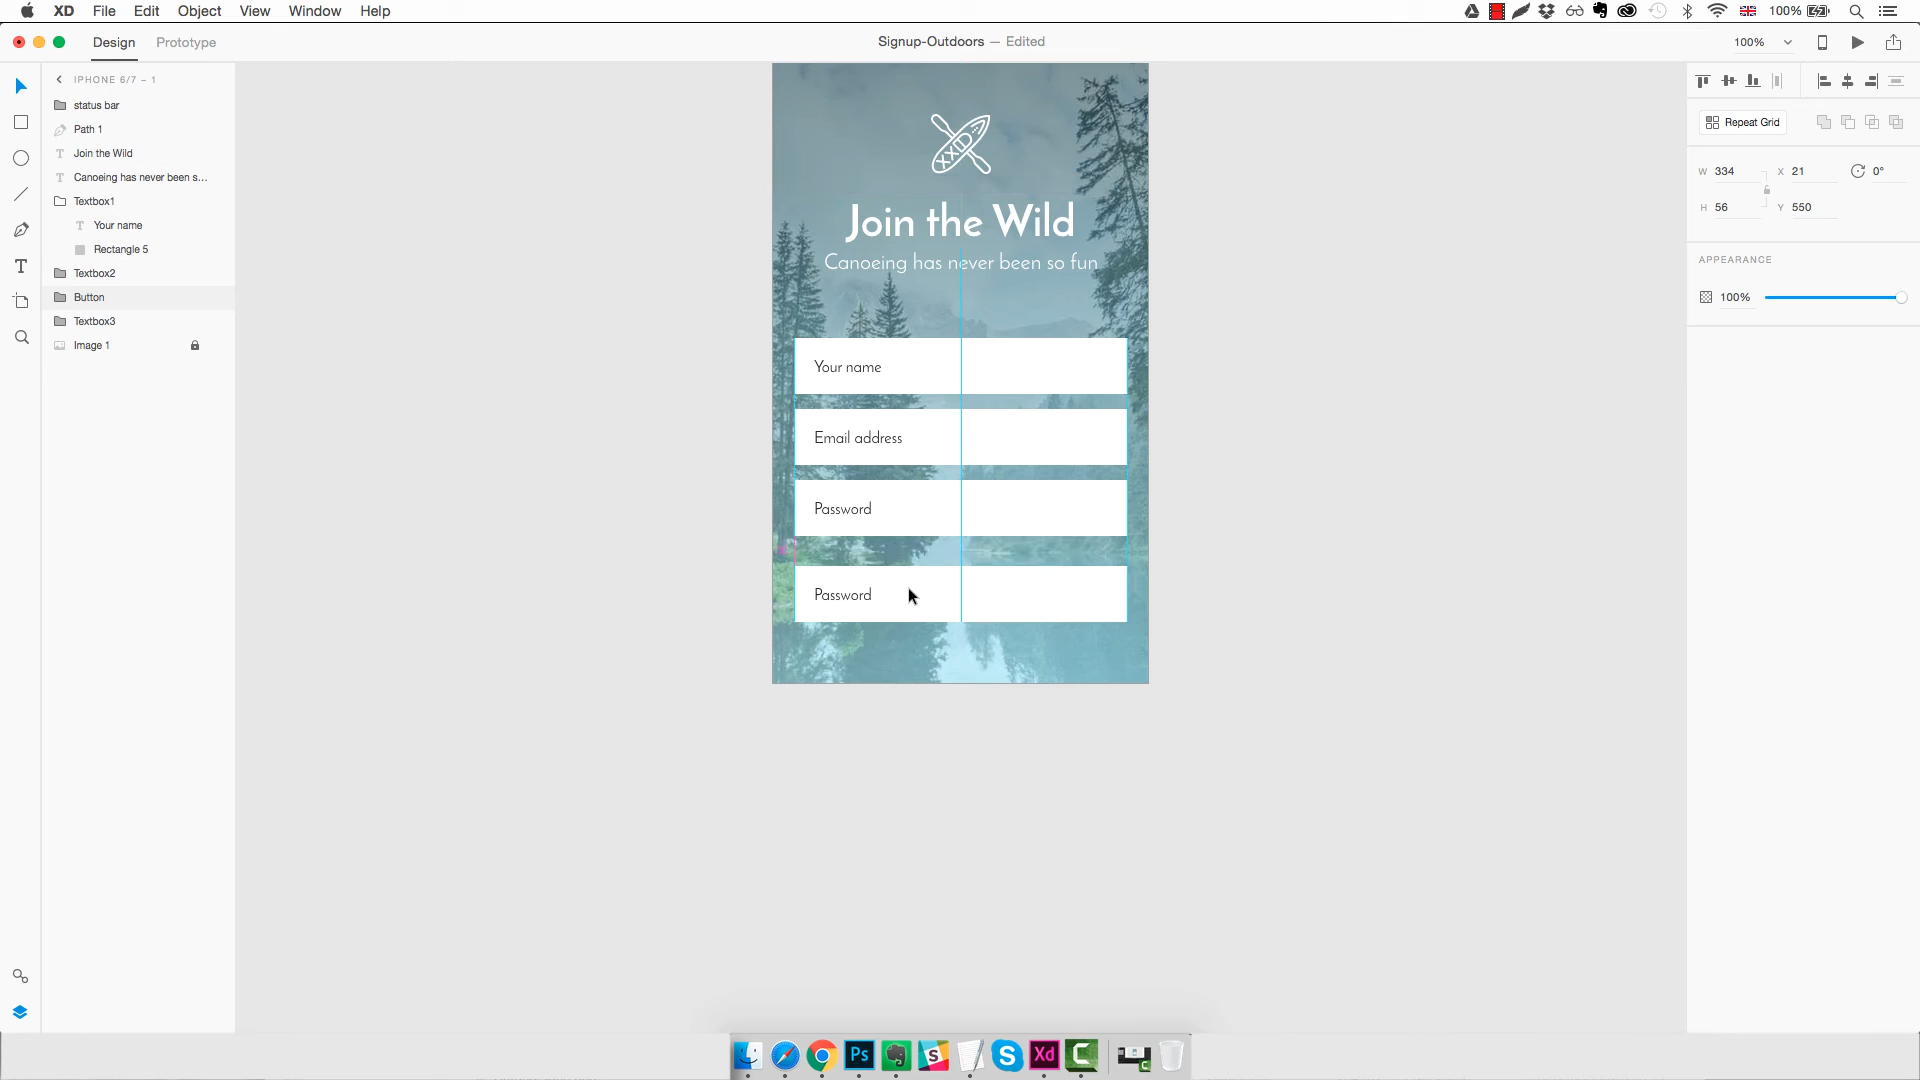 XD File Edit Object View Window Help 100%
Design Prototype Signup-Outdoors — Edited 100%
IPHONE 6/7 – 1
status bar
Path 1
Join the Wild
Canoeing has never been s...
Textbox1
Your name
Rectangle 5
Textbox2
Button
Textbox3
Image 1
T
XXD
Join the Wild
Canoeing has never been so fun
Your name
Email address
Password
Password
Repeat Grid
W 334 X 21 0°
H 56 Y 550
APPEARANCE
100%
Ps S S Xd C